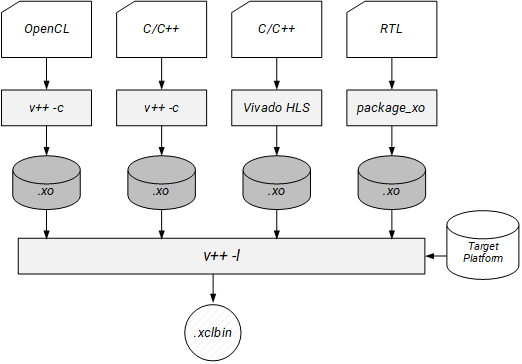 OpenCL
C/C++
C/C++
RTL
v++ -c
v++ -c
Vivado HLS
package_xo
.xo
.xo
.xo
.xo
v++ -l
Target
Platform
.xclbin